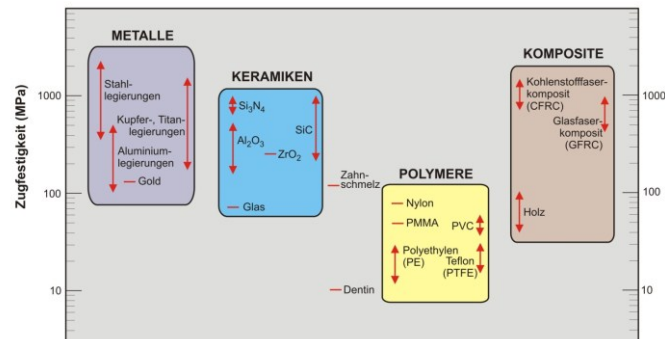 METALLE
KERAMIKEN
KOMPOSITE
POLYMERE
Zugfestigkeit (MPa)
1000
100
10
Stahl-
legierungen
Kupfer-, Titan-
legierungen
Aluminium-
legierungen
Gold
Si3N4
Al2O3
SiC
ZrO2
Glas
Zahn-
schmelz
Dentin
Nylon
PMMA
PVC
Polyethylen
(PE)
Teflon
(PTFE)
Kohlenstofffaser-
komposit
(CFRC)
Glasfaser-
komposit
(GFRC)
Holz
1000
100
10